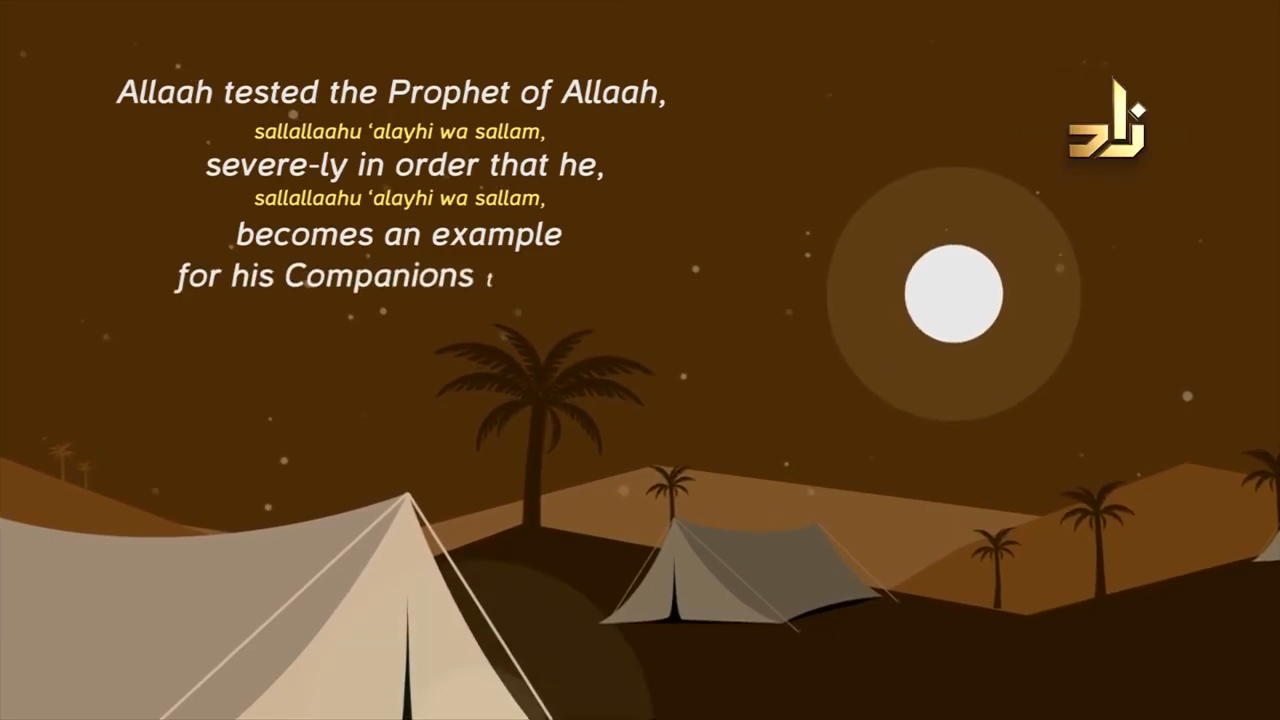 Allaah tested the Prophet of Allaah,
sallallaahu ‘alayhi wa sallam,
severe-ly in order that he,
sallallaahu ‘alayhi wa sallam,
becomes an example
for his Companions t
زاد